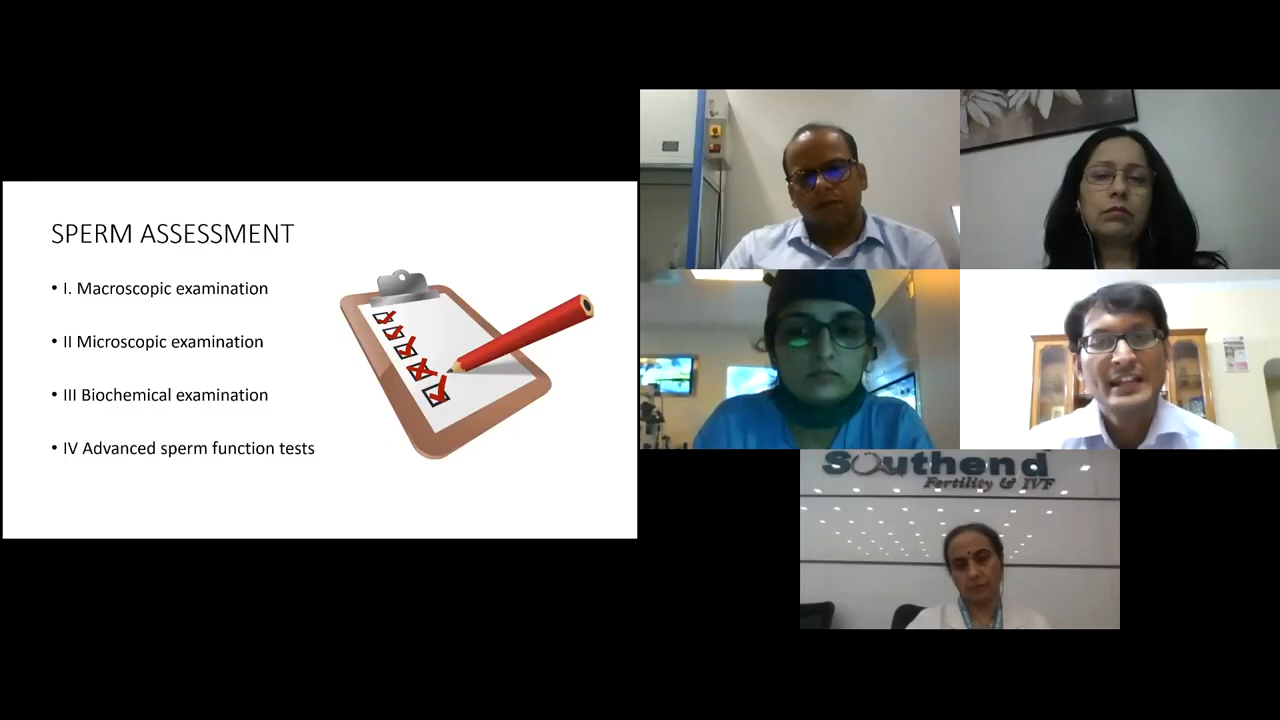 SPERM ASSESSMENT
• I. Macroscopic examination
• II Microscopic examination
• III Biochemical examination
• IV Advanced sperm function tests
Southend
Fertility & IVF